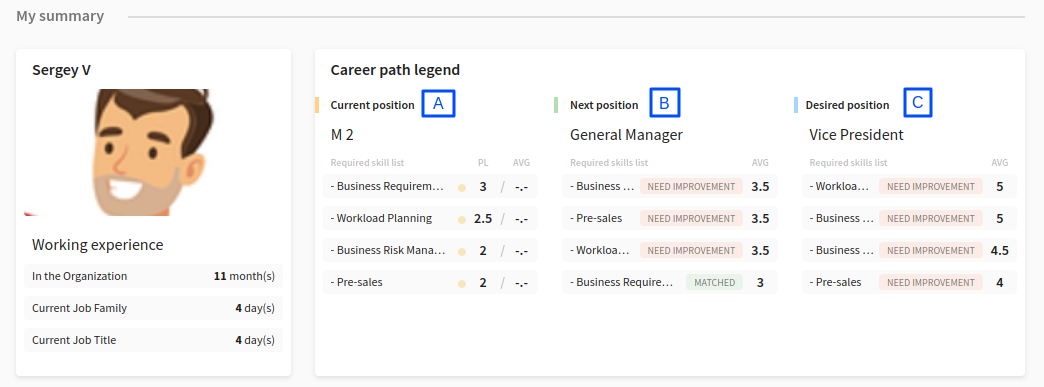 My summary
Sergey V
Working experience
In the Organization 11 month(s)
Current Job Family 4 day(s)
Current Job Title 4 day(s)
Career path legend
Current position A
M 2
Required skill list PL AVG
- Business Requirem... 3 / -.-
- Workload Planning 2.5 / -.-
- Business Risk Mana... 2 / -.-
- Pre-sales 2 / -.-
Next position B
General Manager
Required skills list AVG
- Business ... NEED IMPROVEMENT 3.5
- Pre-sales NEED IMPROVEMENT 3.5
- Workloa... NEED IMPROVEMENT 3.5
- Business Require... MATCHED 3
Desired position C
Vice President
Required skills list AVG
- Workloa... NEED IMPROVEMENT 5
- Business ... NEED IMPROVEMENT 5
- Business ... NEED IMPROVEMENT 4.5
- Pre-sales NEED IMPROVEMENT 4